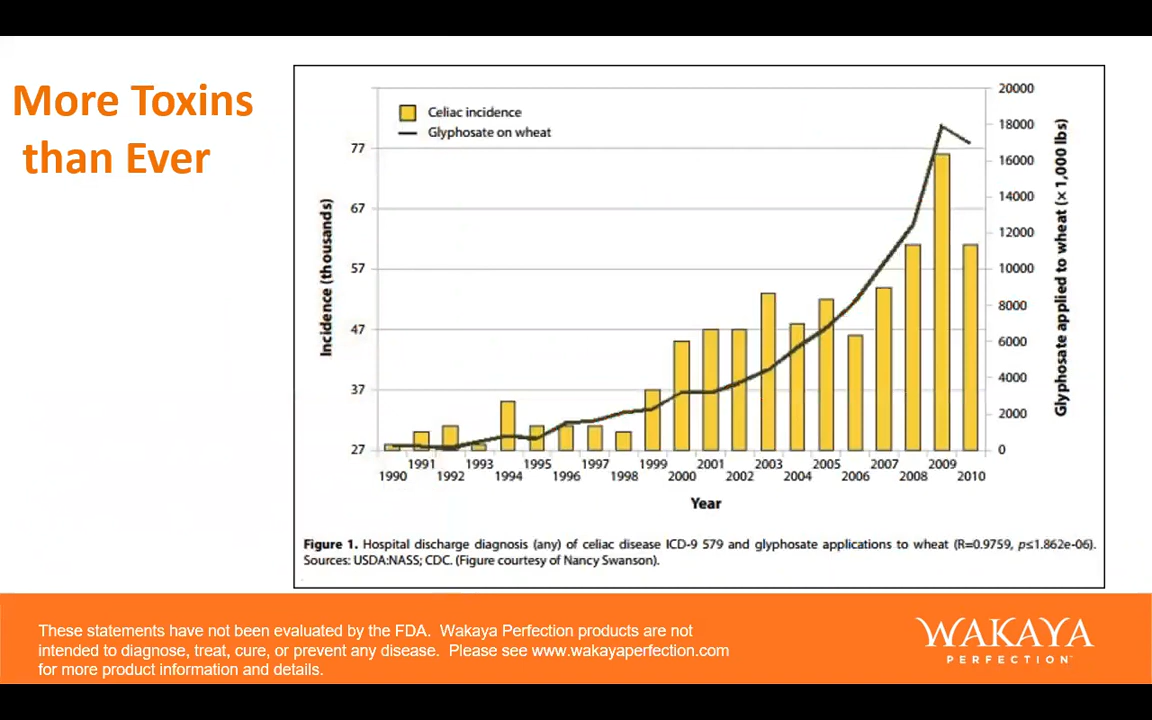 More Toxins
than Ever
Celiac incidence
Glyphosate on wheat
Incidence (thousands)
77
67
57
47
37
27
20000
18000
16000
14000
12000
10000
8000
6000
4000
2000
0
Glyphosate applied to wheat (× 1,000 lbs)
1991 1993 1995 1997 1999 2001 2003 2005 2007 2009
1990 1992 1994 1996 1998 2000 2002 2004 2006 2008 2010
Year
Figure 1. Hospital discharge diagnosis (any) of celiac disease ICD-9 579 and glyphosate applications to wheat (R=0.9759, p≤1.862e-06).
Sources: USDA:NASS; CDC. (Figure courtesy of Nancy Swanson).
These statements have not been evaluated by the FDA. Wakaya Perfection products are not
intended to diagnose, treat, cure, or prevent any disease. Please see www.wakayaperfection.com
for more product information and details.
WAKAYA
PERFECTION